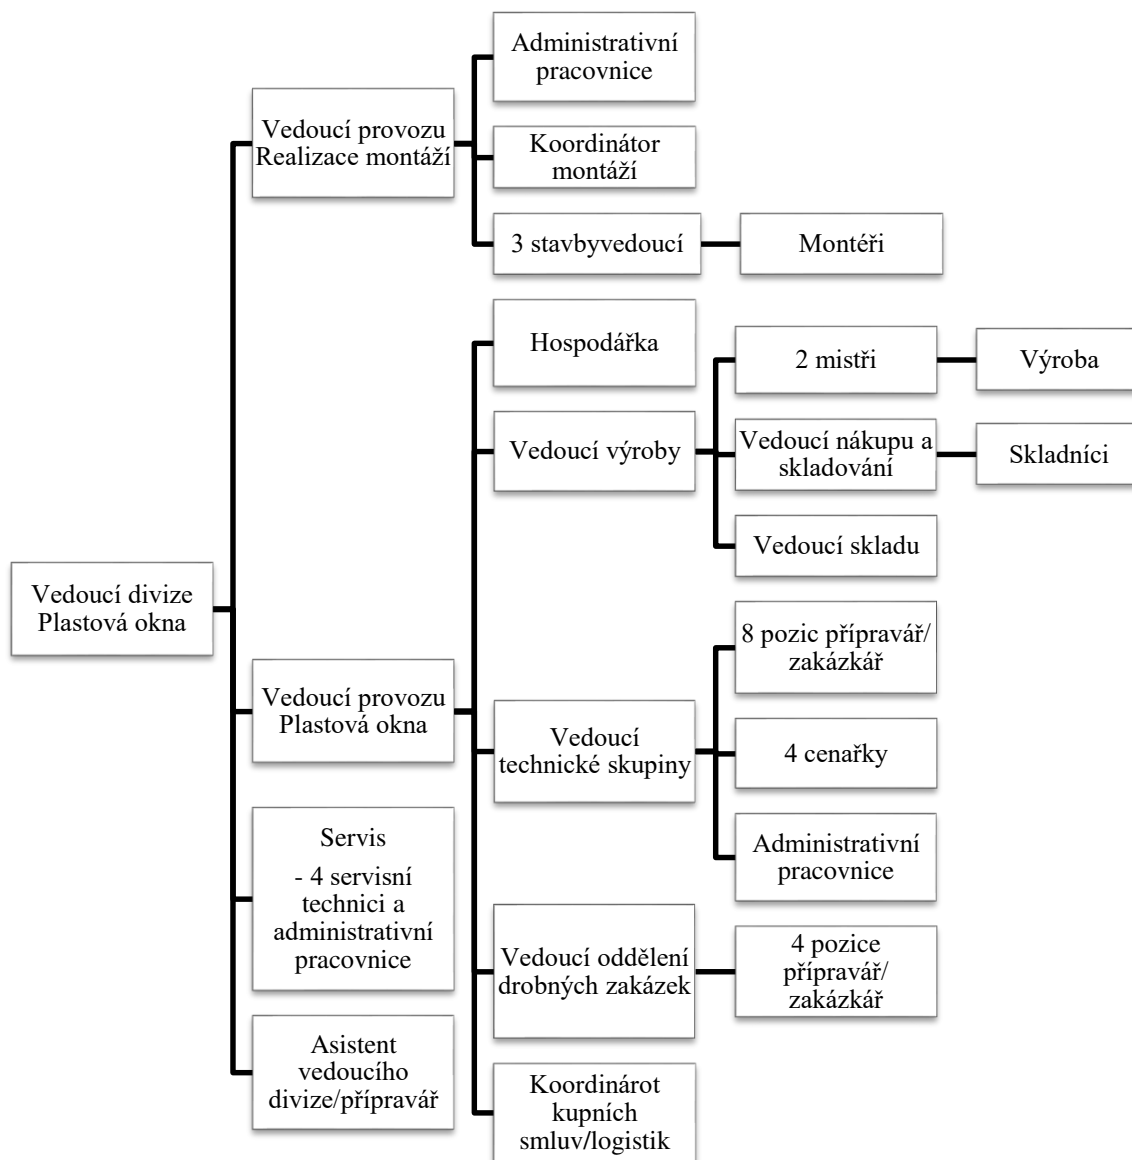 Administrativní
pracovnice
Vedoucí provozu
Realizace montáží
Koordinátor
montáží
3 stavbyvedoucí
Montéři
Hospodářka
2 mistři
Výroba
Vedoucí výroby
Vedoucí nákupu a
skladování
Skladníci
Vedoucí skladu
Vedoucí divize
Plastová okna
8 pozic přípravář/
zakázkář
Vedoucí provozu
Plastová okna
Vedoucí
technické skupiny
4 cenařky
Administrativní
pracovnice
Servis
- 4 servisní
technici a
administrativní
pracovnice
Vedoucí oddělení
drobných zakázek
4 pozice
přípravář/
zakázkář
Asistent
vedoucího
divize/přípravář
Koordinárot
kupních
smluv/logistik